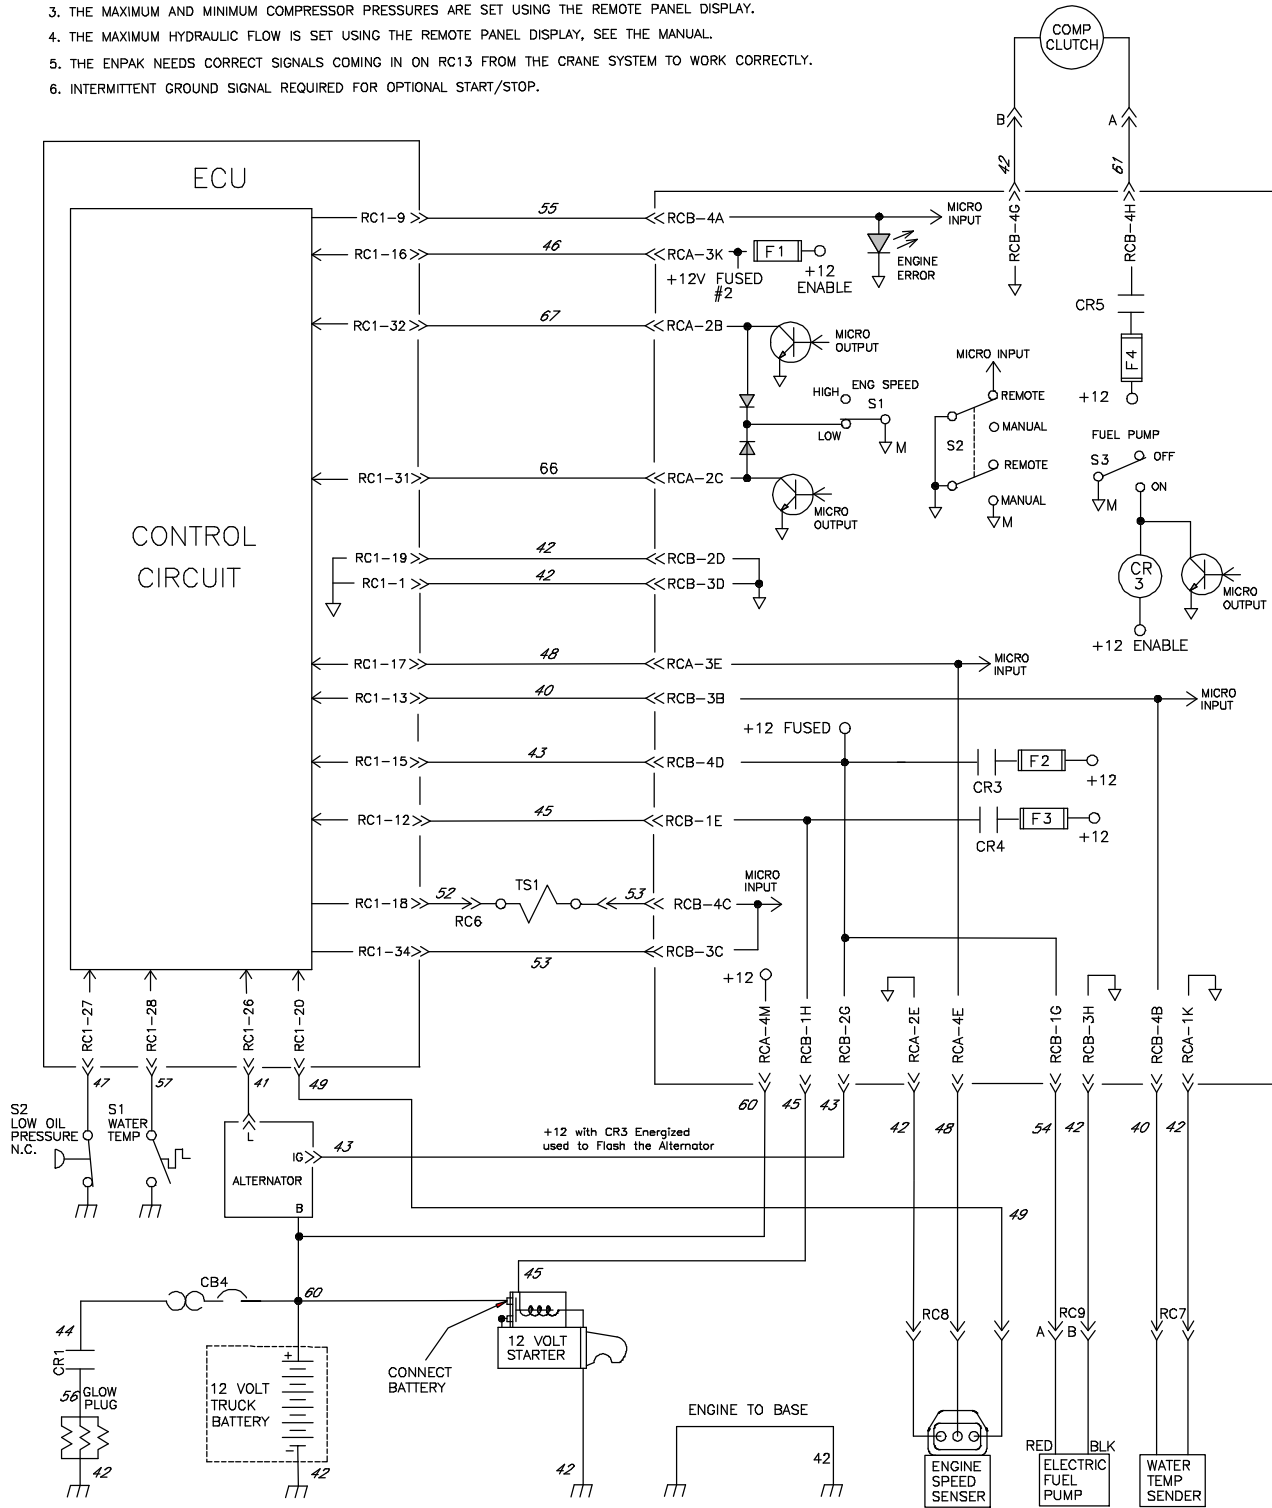 3. THE MAXIMUM AND MINIMUM COMPRESSOR PRESSURES ARE SET USING THE REMOTE PANEL DISPLAY.
4. THE MAXIMUM HYDRAULIC FLOW IS SET USING THE REMOTE PANEL DISPLAY, SEE THE MANUAL.
5. THE ENPAK NEEDS CORRECT SIGNALS COMING IN ON RC13 FROM THE CRANE SYSTEM TO WORK CORRECTLY.
6. INTERMITTENT GROUND SIGNAL REQUIRED FOR OPTIONAL START/STOP.
COMP
CLUTCH
B
A
42
61
RCB-4G
RCB-4H
CR5
F4
+12
ECU
CONTROL
CIRCUIT
RC1-9
55
RCB-4A
MICRO
INPUT
ENGINE
ERROR
RC1-16
46
RCA-3K
F1
+12V FUSED
#2
+12
ENABLE
RC1-32
67
RCA-2B
MICRO
OUTPUT
HIGH
ENG SPEED
S1
LOW
M
RC1-31
66
RCA-2C
MICRO
OUTPUT
MICRO INPUT
REMOTE
MANUAL
S2
REMOTE
MANUAL
M
FUEL PUMP
S3
OFF
M
ON
CR
3
MICRO
OUTPUT
+12 ENABLE
RC1-19
42
RCB-2D
RC1-1
42
RCB-3D
RC1-17
48
RCA-3E
MICRO
INPUT
RC1-13
40
RCB-3B
MICRO
INPUT
+12 FUSED
RC1-15
43
RCB-4D
CR3
F2
+12
RC1-12
45
RCB-1E
CR4
F3
+12
RC1-18
52
RC6
TS1
53
RCB-4C
MICRO
INPUT
RC1-34
53
RCB-3C
+12
RC1-27
RC1-28
RC1-26
RC1-20
RCA-4M
RCB-1H
RCB-2G
RCA-2E
RCA-4E
RCB-1G
RCB-3H
RCB-4B
RCA-1K
47
57
41
49
60
45
43
42
48
54
42
40
42
S2
LOW OIL
PRESSURE
N.C.
S1
WATER
TEMP
L
IG
43
ALTERNATOR
B
+12 with CR3 Energized
used to Flash the Alternator
49
CB4
60
45
44
CR1
56
GLOW
PLUG
42
12 VOLT
TRUCK
BATTERY
+
−
42
CONNECT
BATTERY
12 VOLT
STARTER
42
ENGINE TO BASE
42
RC8
RC9
A
B
RC7
RED
BLK
ENGINE
SPEED
SENSER
ELECTRIC
FUEL
PUMP
WATER
TEMP
SENDER